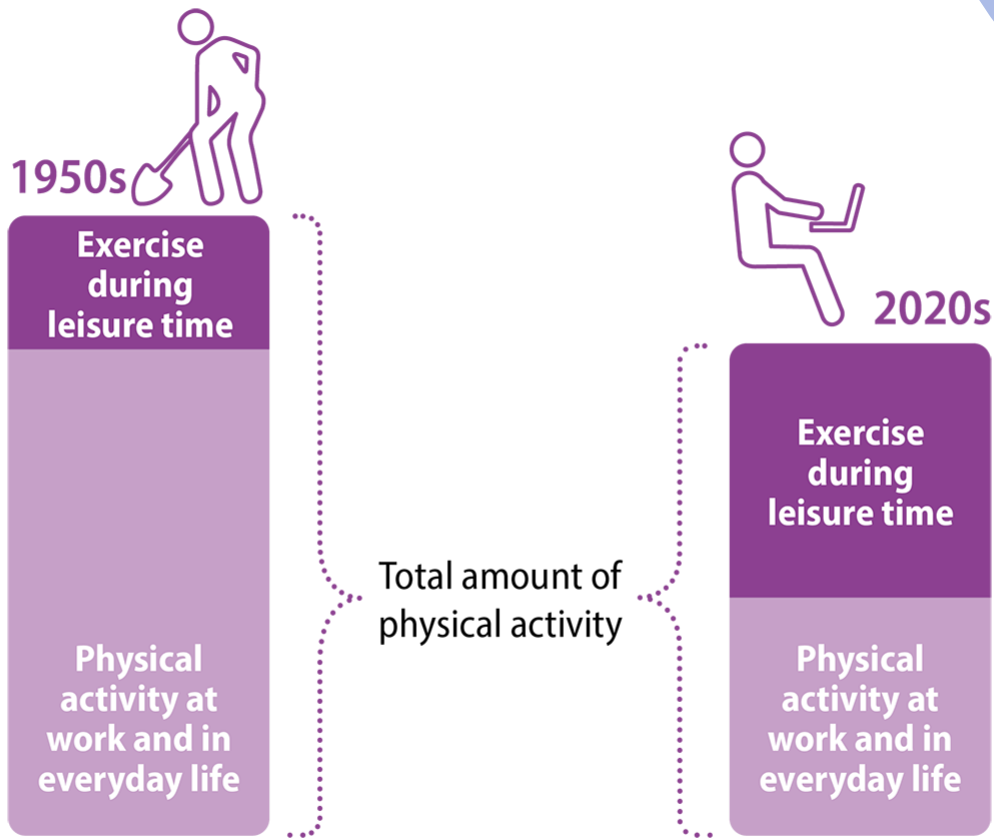 1950s
Exercise
during
leisure time
Physical
activity at
work and in
everyday life
Total amount of
physical activity
2020s
Exercise
during
leisure time
Physical
activity at
work and in
everyday life